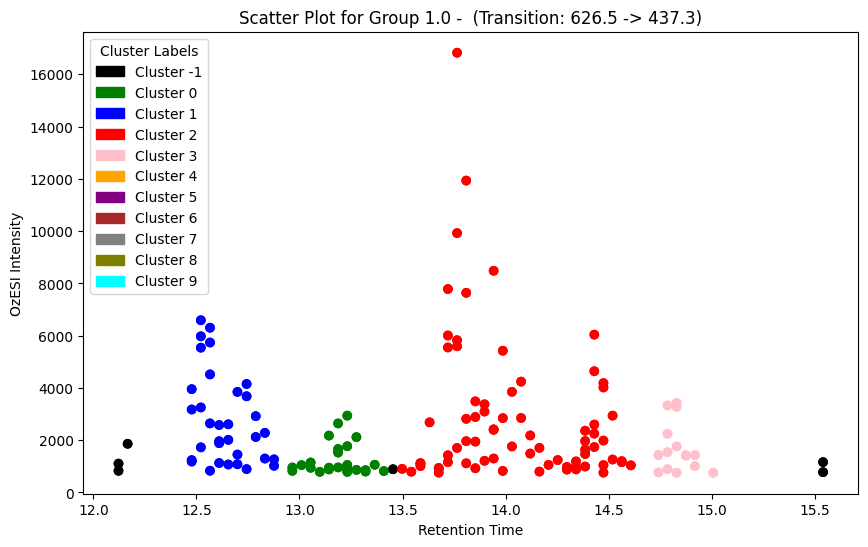 Scatter Plot for Group 1.0 -  (Transition: 626.5 -> 437.3)
Cluster Labels
Cluster -1
Cluster 0
Cluster 1
Cluster 2
Cluster 3
Cluster 4
Cluster 5
Cluster 6
Cluster 7
Cluster 8
Cluster 9
OzESI Intensity
16000
14000
12000
10000
8000
6000
4000
2000
0
12.0 12.5 13.0 13.5 14.0 14.5 15.0 15.5
Retention Time